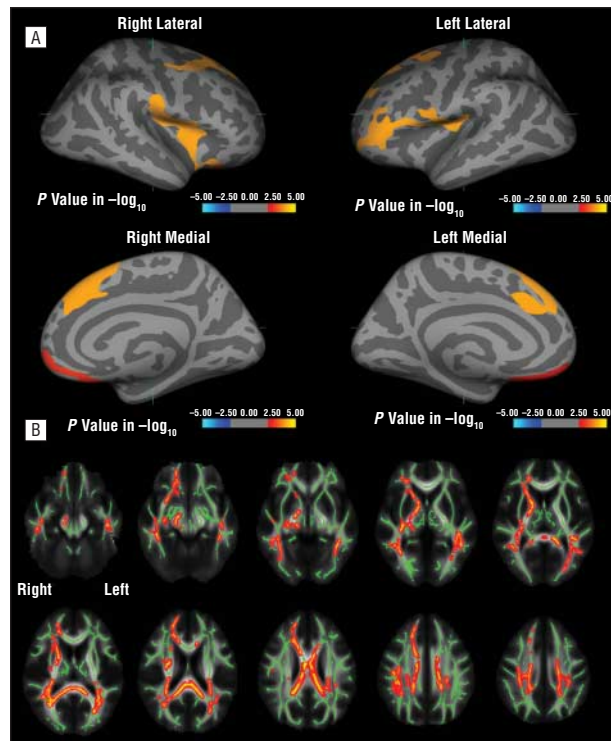 A
Right Lateral
Left Lateral
P Value in –log10
−5.00 −2.50 0.00 2.50 5.00
P Value in –log10
−5.00 −2.50 0.00 2.50 5.00
Right Medial
Left Medial
P Value in –log10
−5.00 −2.50 0.00 2.50 5.00
P Value in –log10
−5.00 −2.50 0.00 2.50 5.00
B
Right
Left